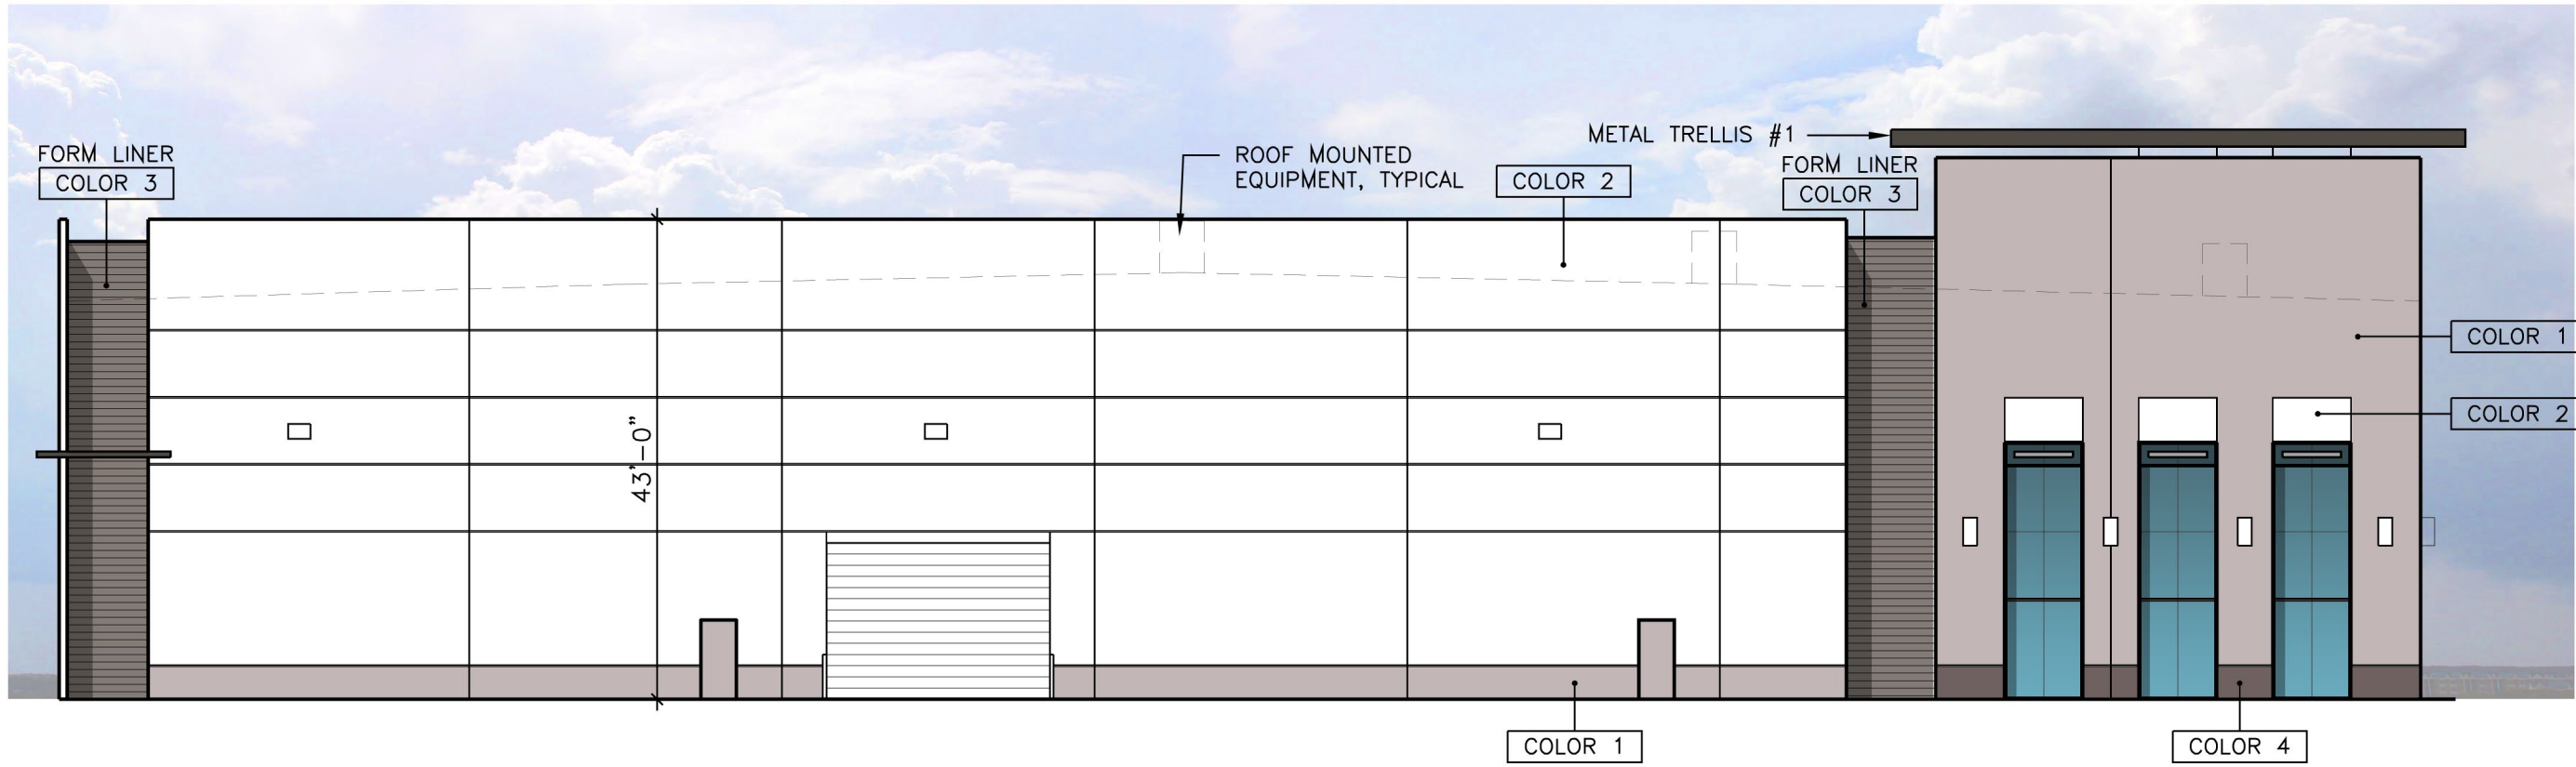 METAL TRELLIS #1
FORM LINER
COLOR 3
ROOF MOUNTED
EQUIPMENT, TYPICAL
COLOR 2
FORM LINER
COLOR 3
COLOR 1
COLOR 2
43'-0"
COLOR 1
COLOR 4